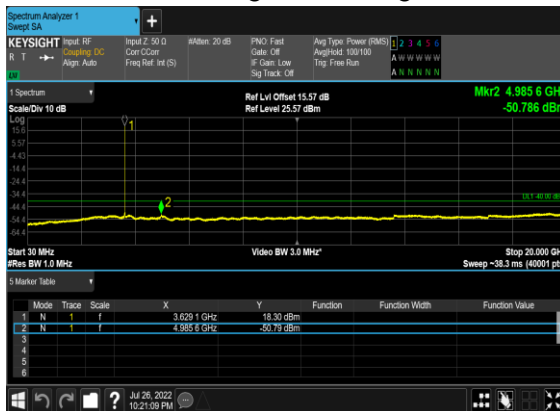 Spectrum Analyzer 1
Swept SA
+
KEYSIGHT Input: RF Input Z: 50 Ω #Atten: 20 dB PNO: Fast Avg Type: Power (RMS) 1 2 3 4 5 6
R T Coupling: DC Corr CCorr Gate: Off Avg|Hold: 100/100 A W W W W W
Align: Auto Freq Ref: Int (S) IF Gain: Low Trig: Free Run
Sig Track: Off A N N N N N
1 Spectrum Ref Lvl Offset 15.57 dB Mkr2 4.985 6 GH
Scale/Div 10 dB Ref Level 25.57 dBm -50.786 dBr
Log
15.6
5.57
-4.43
-14.4
-24.4
-34.4
-44.4
-54.4
-64.4
1
2
Start 30 MHz Video BW 3.0 MHz* Stop 20.000 GH
#Res BW 1.0 MHz Sweep ~38.3 ms (40001 pt
5 Marker Table
Mode Trace Scale X Y Function Function Width Function Value
1 N 1 f 3.629 1 GHz 18.30 dBm
2 N 1 f 4.985 6 GHz -50.79 dBm
3
4
5
6
? Jul 26, 2022
10:21:09 PM